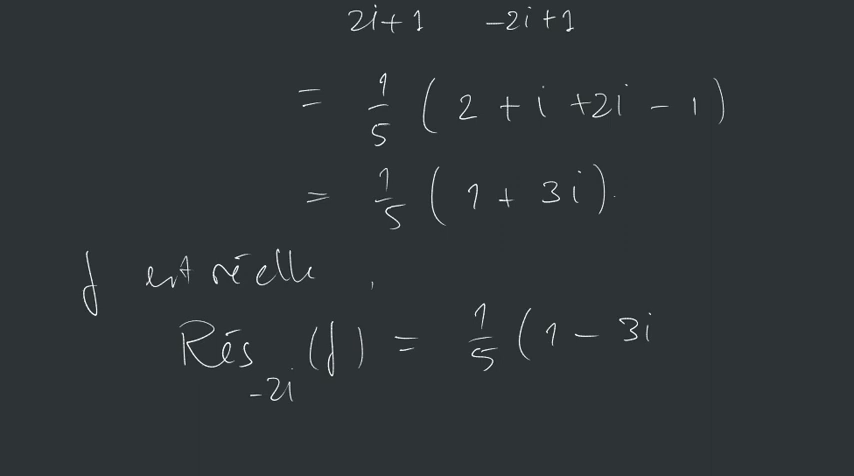 2i+1 -2i+1
= 1/5 ( 2 + i + 2i - 1 )
= 1/5 ( 1 + 3i ).
f est réelle ,
Rés_{-2i} (f) = 1/5 ( 1 - 3i